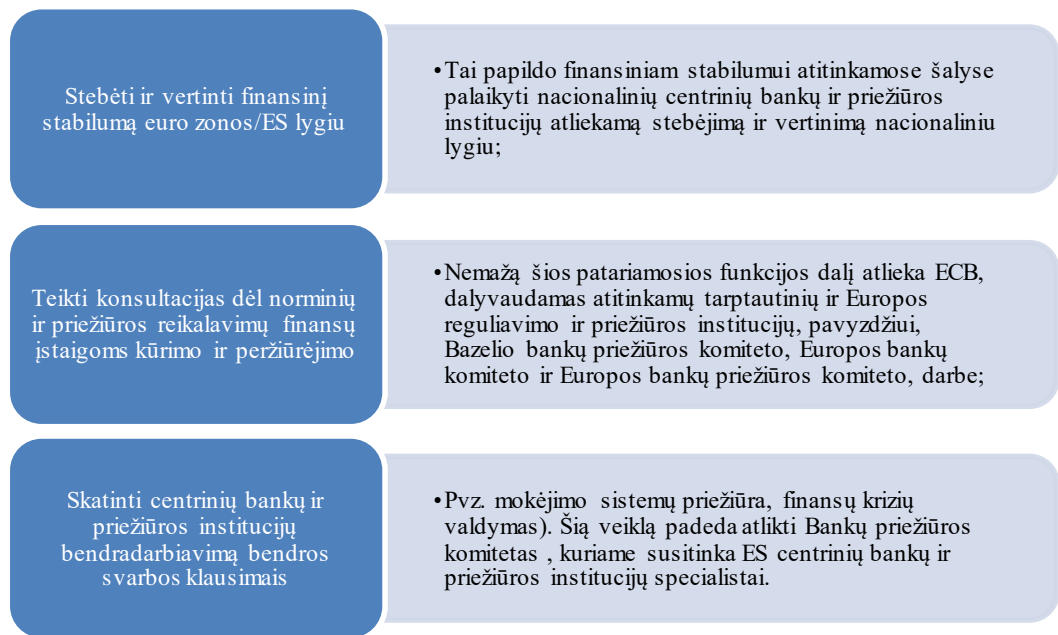 Stebėti ir vertinti finansinį
stabilumą euro zonos/ES lygiu
•Tai papildo finansiniam stabilumui atitinkamose šalyse
palaikyti nacionalinių centrinių bankų ir priežiūros
institucijų atliekamą stebėjimą ir vertinimą nacionaliniu
lygiu;
Teikti konsultacijas dėl norminių
ir priežiūros reikalavimų finansų
įstaigoms kūrimo ir peržiūrėjimo
•Nemažą šios patariamosios funkcijos dalį atlieka ECB,
dalyvaudamas atitinkamų tarptautinių ir Europos
reguliavimo ir priežiūros institucijų, pavyzdžiui,
Bazelio bankų priežiūros komiteto, Europos bankų
komiteto ir Europos bankų priežiūros komiteto, darbe;
Skatinti centrinių bankų ir
priežiūros institucijų
bendradarbiavimą bendros
svarbos klausimais
•Pvz. mokėjimo sistemų priežiūra, finansų krizių
valdymas). Šią veiklą padeda atlikti Bankų priežiūros
komitetas , kuriame susitinka ES centrinių bankų ir
priežiūros institucijų specialistai.